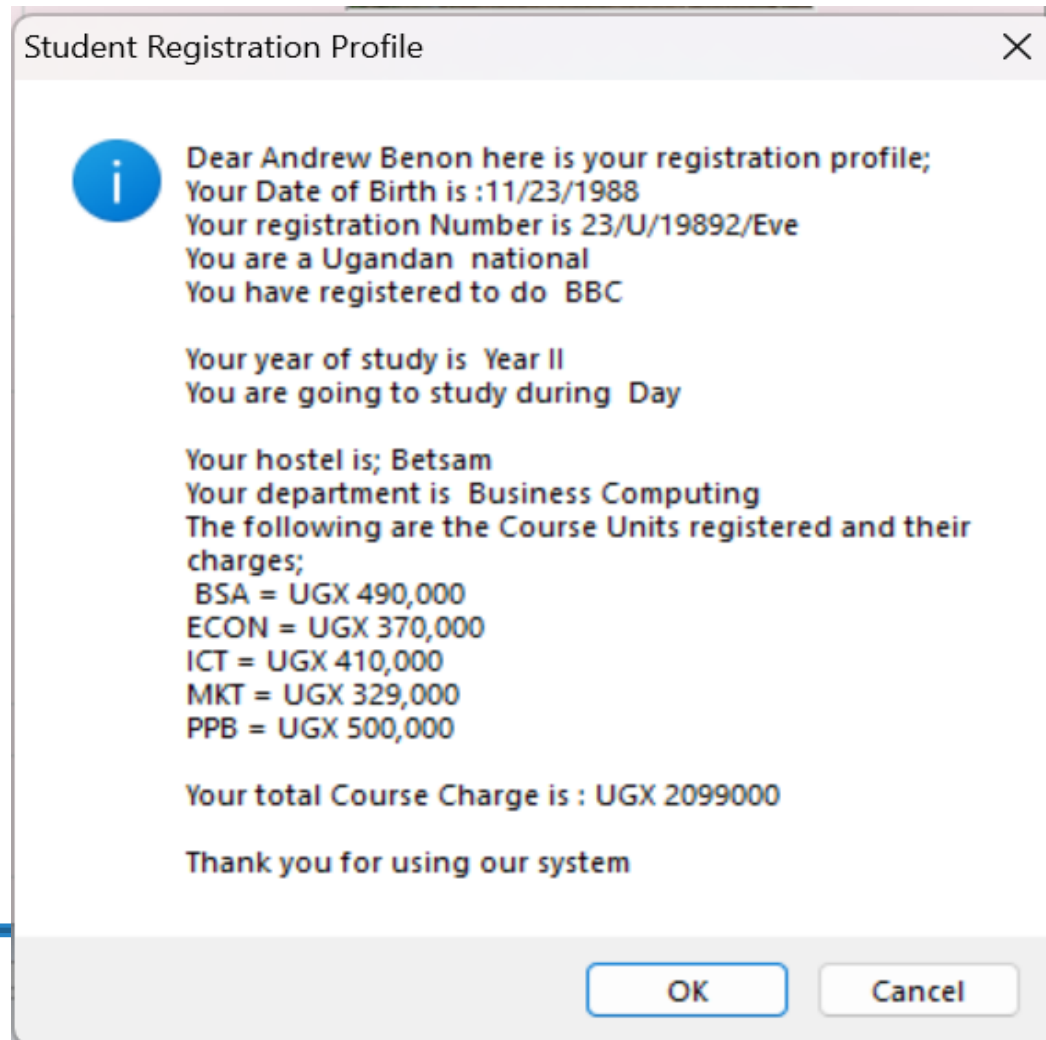 Student Registration Profile
Dear Andrew Benon here is your registration profile;
Your Date of Birth is :11/23/1988
Your registration Number is 23/U/19892/Eve
You are a Ugandan  national
You have registered to do  BBC
Your year of study is  Year II
You are going to study during  Day
Your hostel is; Betsam
Your department is  Business Computing
The following are the Course Units registered and their
charges;
BSA = UGX 490,000
ECON = UGX 370,000
ICT = UGX 410,000
MKT = UGX 329,000
PPB = UGX 500,000
Your total Course Charge is : UGX 2099000
Thank you for using our system
OK Cancel